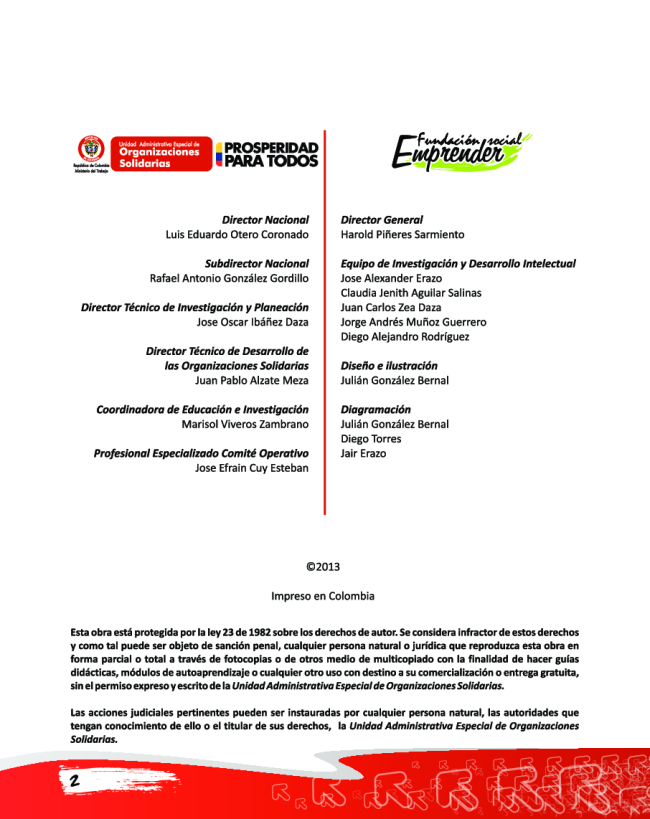 República de Colombia
Ministerio del Trabajo
Unidad Administrativa Especial de
Organizaciones
Solidarias
PROSPERIDAD
PARA TODOS
Director Nacional
Luis Eduardo Otero Coronado
Subdirector Nacional
Rafael Antonio González Gordillo
Director Técnico de Investigación y Planeación
Jose Oscar Ibáñez Daza
Director Técnico de Desarrollo de
las Organizaciones Solidarias
Juan Pablo Alzate Meza
Coordinadora de Educación e Investigación
Marisol Viveros Zambrano
Profesional Especializado Comité Operativo
Jose Efrain Cuy Esteban
Fundación social
Emprender
Director General
Harold Piñeres Sarmiento
Equipo de Investigación y Desarrollo Intelectual
Jose Alexander Erazo
Claudia Jenith Aguilar Salinas
Juan Carlos Zea Daza
Jorge Andrés Muñoz Guerrero
Diego Alejandro Rodríguez
Diseño e ilustración
Julián González Bernal
Diagramación
Julián González Bernal
Diego Torres
Jair Erazo
©2013
Impreso en Colombia
Esta obra está protegida por la ley 23 de 1982 sobre los derechos de autor. Se considera infractor de estos derechos
y como tal puede ser objeto de sanción penal, cualquier persona natural o jurídica que reproduzca esta obra en
forma parcial o total a través de fotocopias o de otros medio de multicopiado con la finalidad de hacer guías
didácticas, módulos de autoaprendizaje o cualquier otro uso con destino a su comercialización o entrega gratuita,
sin el permiso expreso y escrito de la Unidad Administrativa Especial de Organizaciones Solidarias.
Las acciones judiciales pertinentes pueden ser instauradas por cualquier persona natural, las autoridades que
tengan conocimiento de ello o el titular de sus derechos, la Unidad Administrativa Especial de Organizaciones
Solidarias.
2